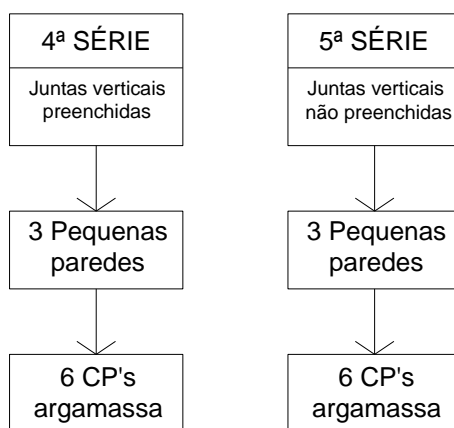 4ª SÉRIE
Juntas verticais
preenchidas
3 Pequenas
paredes
6 CP's
argamassa
5ª SÉRIE
Juntas verticais
não preenchidas
3 Pequenas
paredes
6 CP's
argamassa